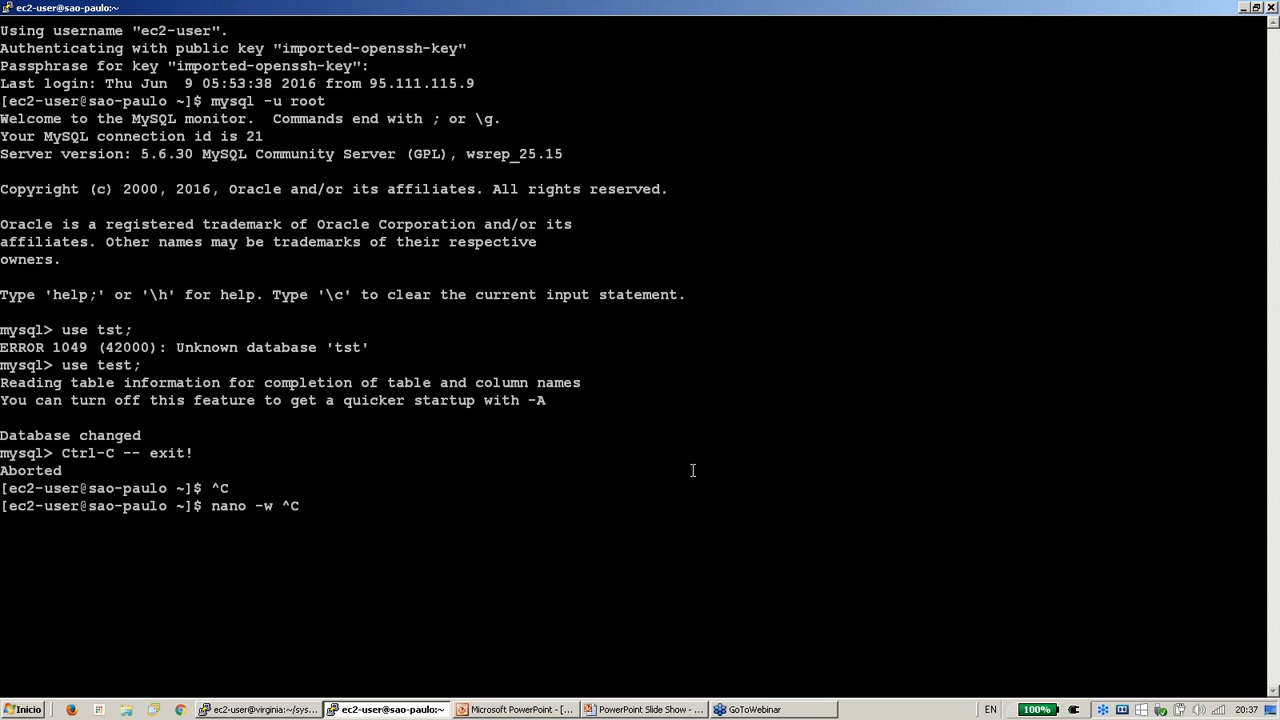 ec2-user@sao-paulo:~
Using username "ec2-user".
Authenticating with public key "imported-openssh-key"
Passphrase for key "imported-openssh-key":
Last login: Thu Jun  9 05:53:38 2016 from 95.111.115.9
[ec2-user@sao-paulo ~]$ mysql -u root
Welcome to the MySQL monitor.  Commands end with ; or \g.
Your MySQL connection id is 21
Server version: 5.6.30 MySQL Community Server (GPL), wsrep_25.15
Copyright (c) 2000, 2016, Oracle and/or its affiliates. All rights reserved.
Oracle is a registered trademark of Oracle Corporation and/or its
affiliates. Other names may be trademarks of their respective
owners.
Type 'help;' or '\h' for help. Type '\c' to clear the current input statement.
mysql> use tst;
ERROR 1049 (42000): Unknown database 'tst'
mysql> use test;
Reading table information for completion of table and column names
You can turn off this feature to get a quicker startup with -A
Database changed
mysql> Ctrl-C -- exit!
Aborted
[ec2-user@sao-paulo ~]$ ^C
[ec2-user@sao-paulo ~]$ nano -w ^C
Inicio ec2-user@virginia:~/sys... ec2-user@sao-paulo:~ Microsoft PowerPoint - [... PowerPoint Slide Show - ... GoToWebinar EN 100% 20:37